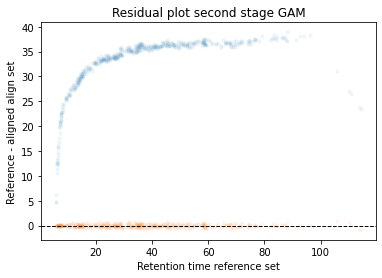 Residual plot second stage GAM
Reference - aligned align set
40
35
30
25
20
15
10
5
0
20 40 60 80 100
Retention time reference set